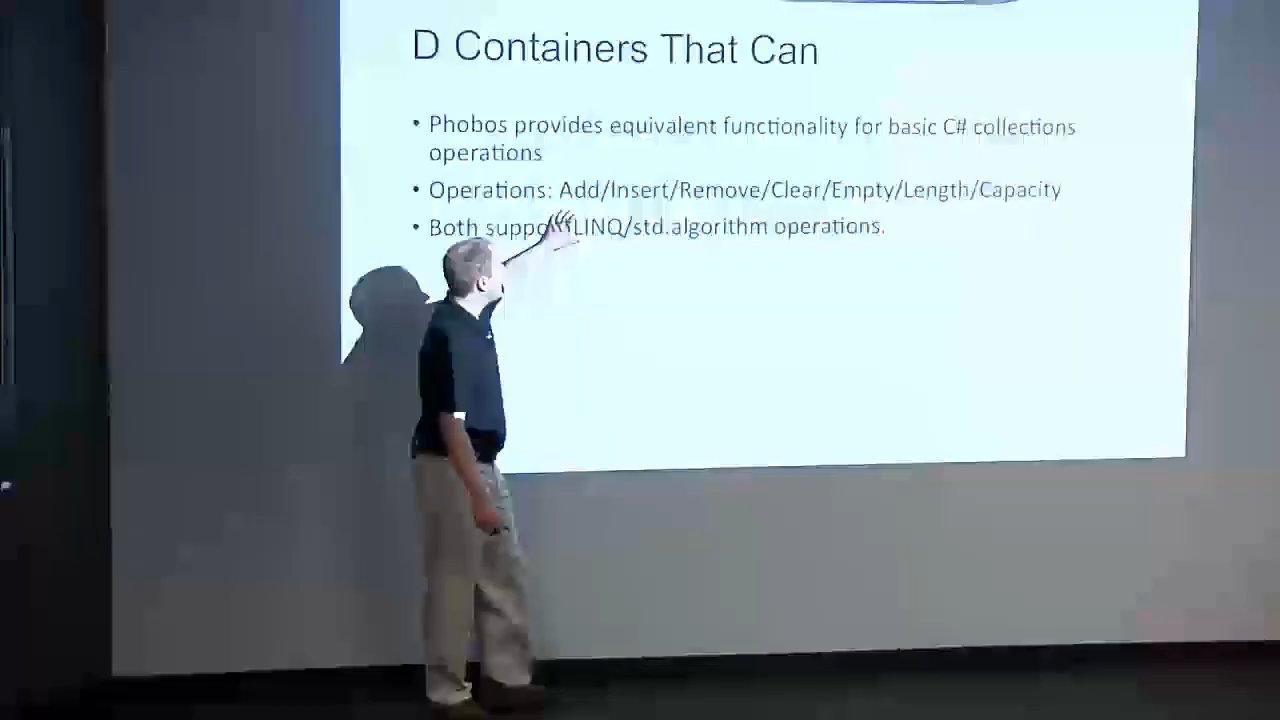 D Containers That Can
• Phobos provides equivalent functionality for basic C# collections
operations
• Operations: Add/Insert/Remove/Clear/Empty/Length/Capacity
• Both LINQ/std.algorithm operations.